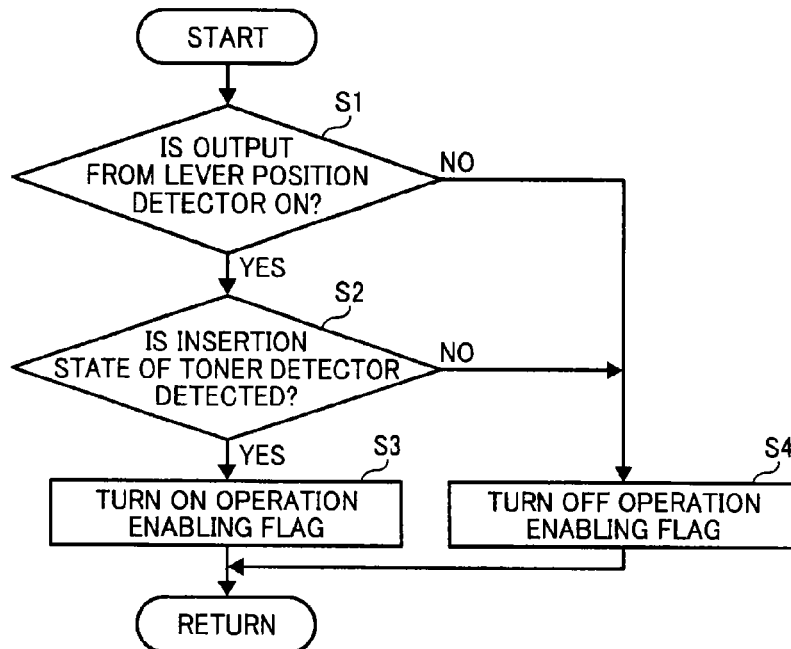 START
S1
IS OUTPUT
FROM LEVER POSITION
DETECTOR ON?
NO
YES
S2
IS INSERTION
STATE OF TONER DETECTOR
DETECTED?
NO
YES
S3
TURN ON OPERATION
ENABLING FLAG
S4
TURN OFF OPERATION
ENABLING FLAG
RETURN